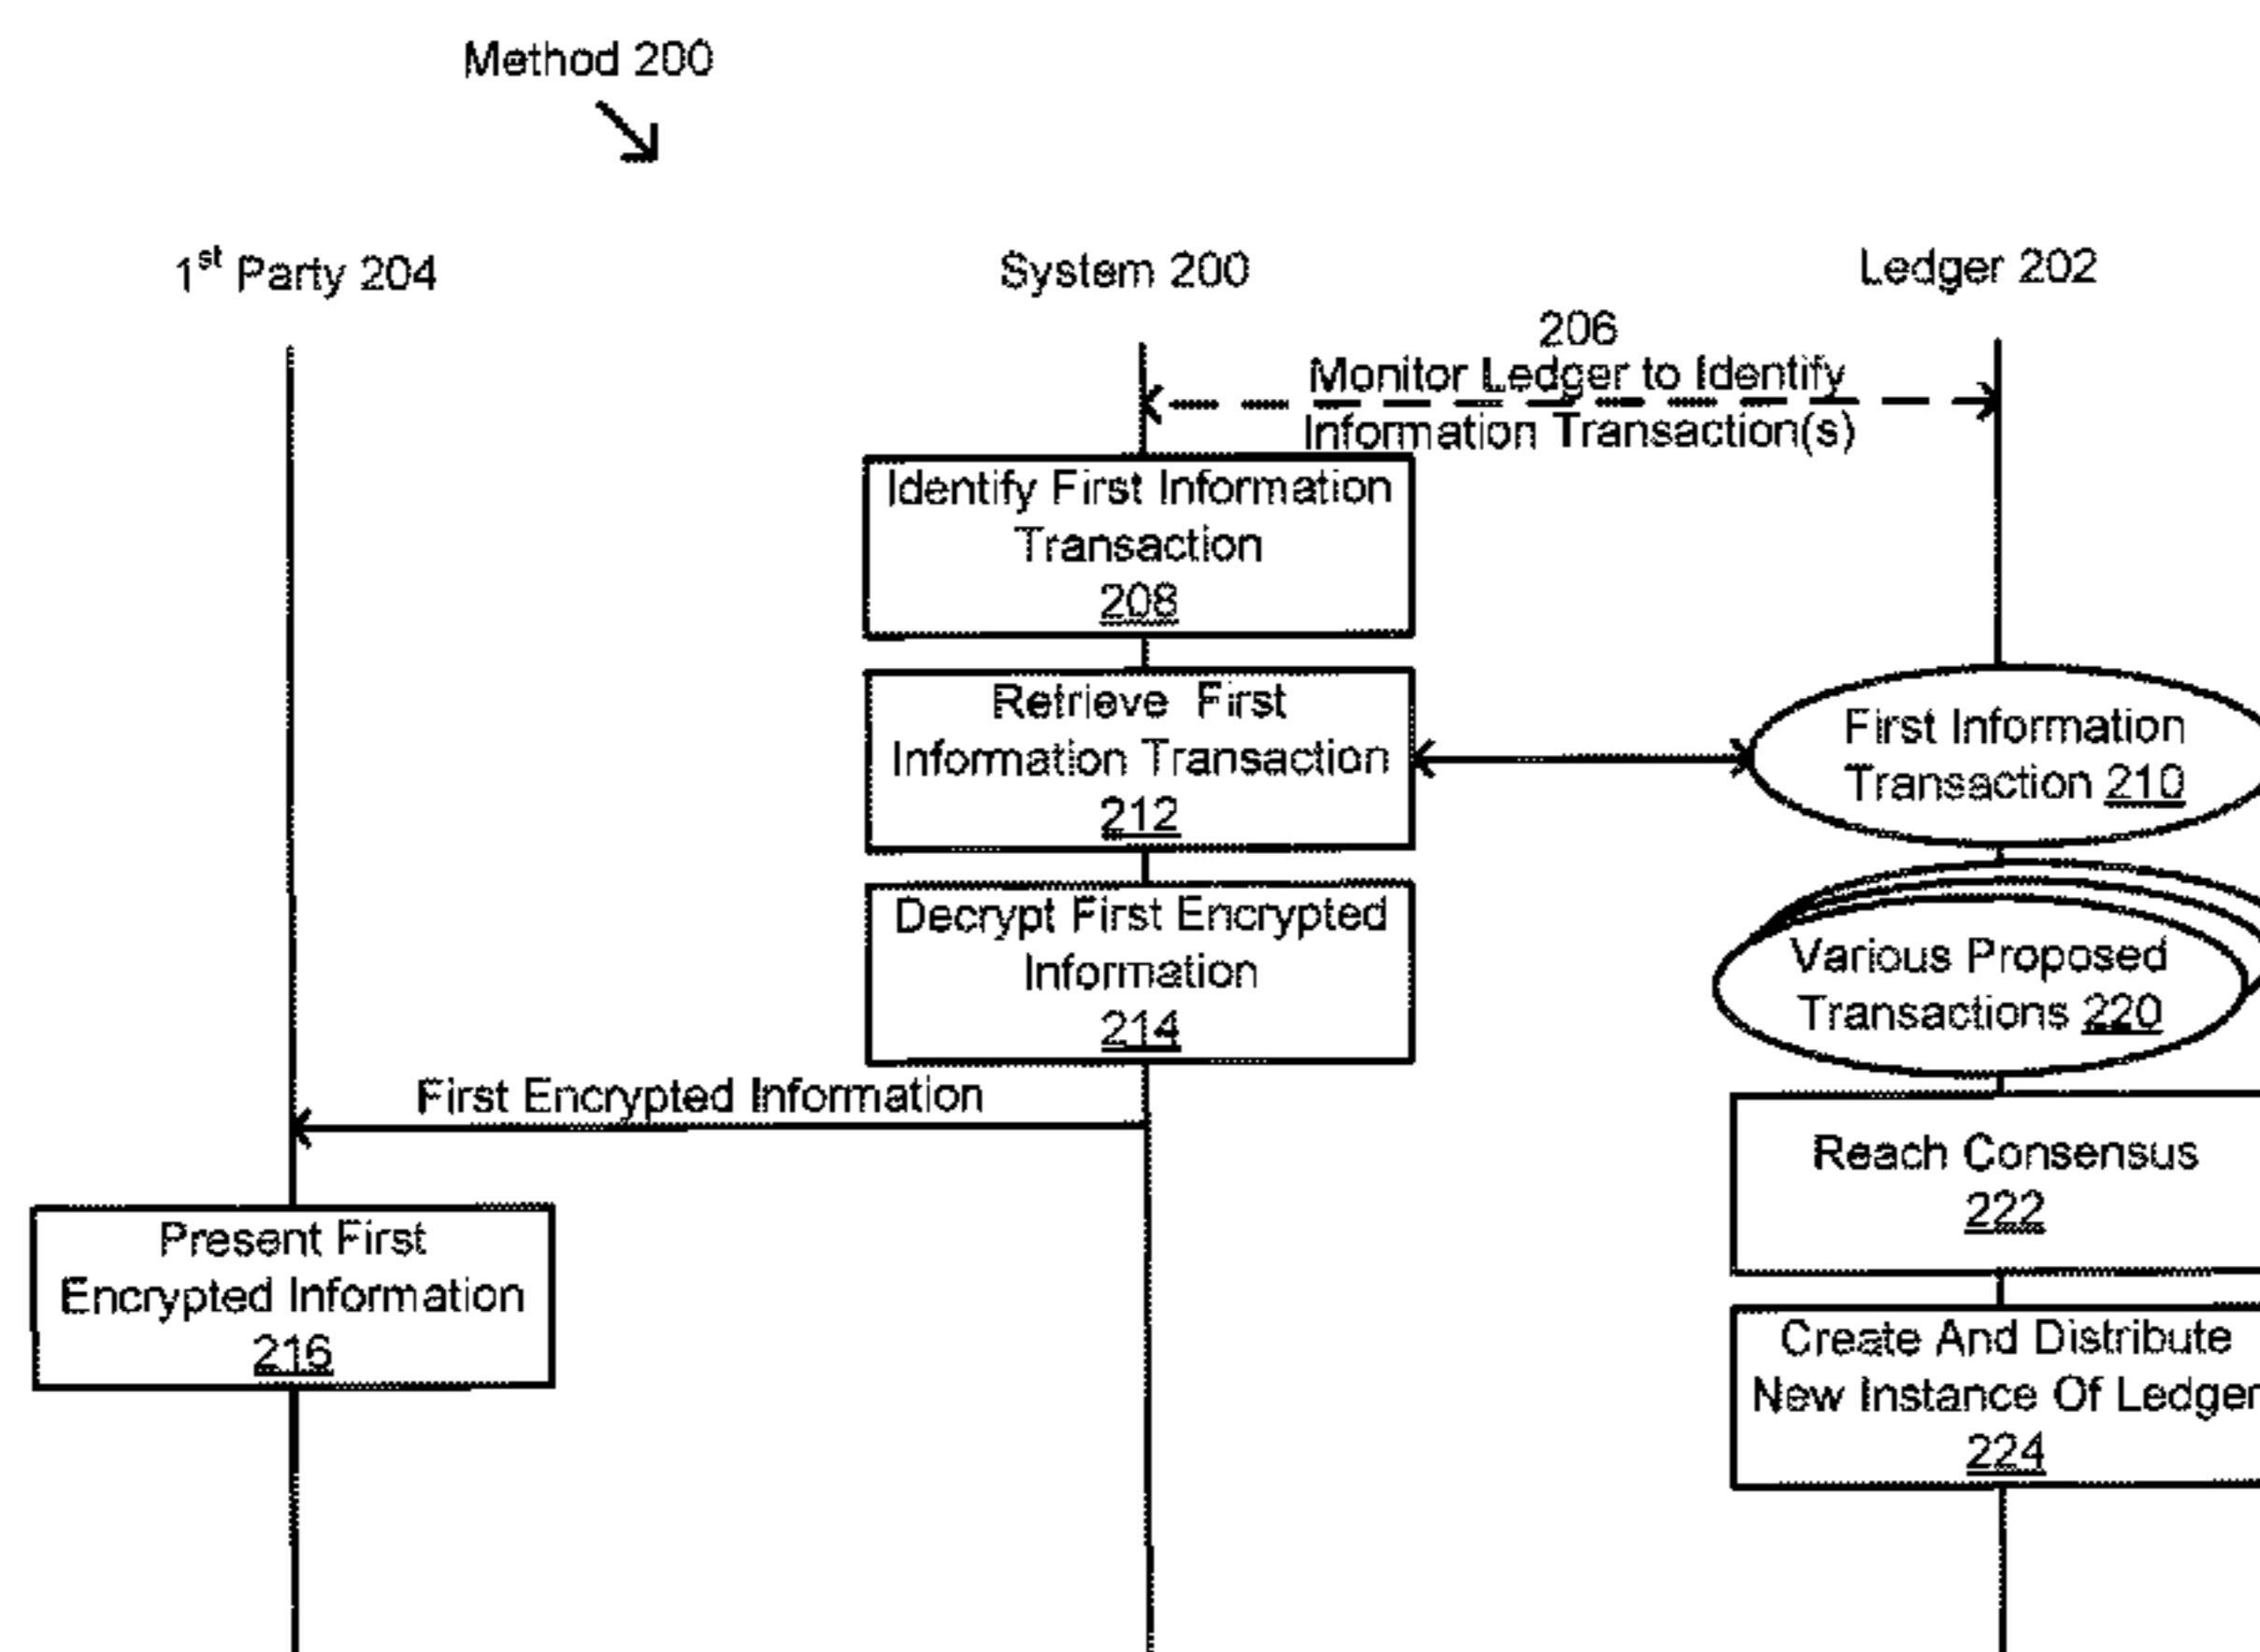 Method 200
1st Party 204
System 200
Ledger 202
206
Monitor Ledger to Identify
Information Transaction(s)
Identify First Information
Transaction
208
Retrieve First
Information Transaction
212
First Information
Transaction 210
Decrypt First Encrypted
Information
214
Various Proposed
Transactions 220
First Encrypted Information
Reach Consensus
222
Present First
Encrypted Information
216
Create And Distribute
New Instance Of Ledger
224